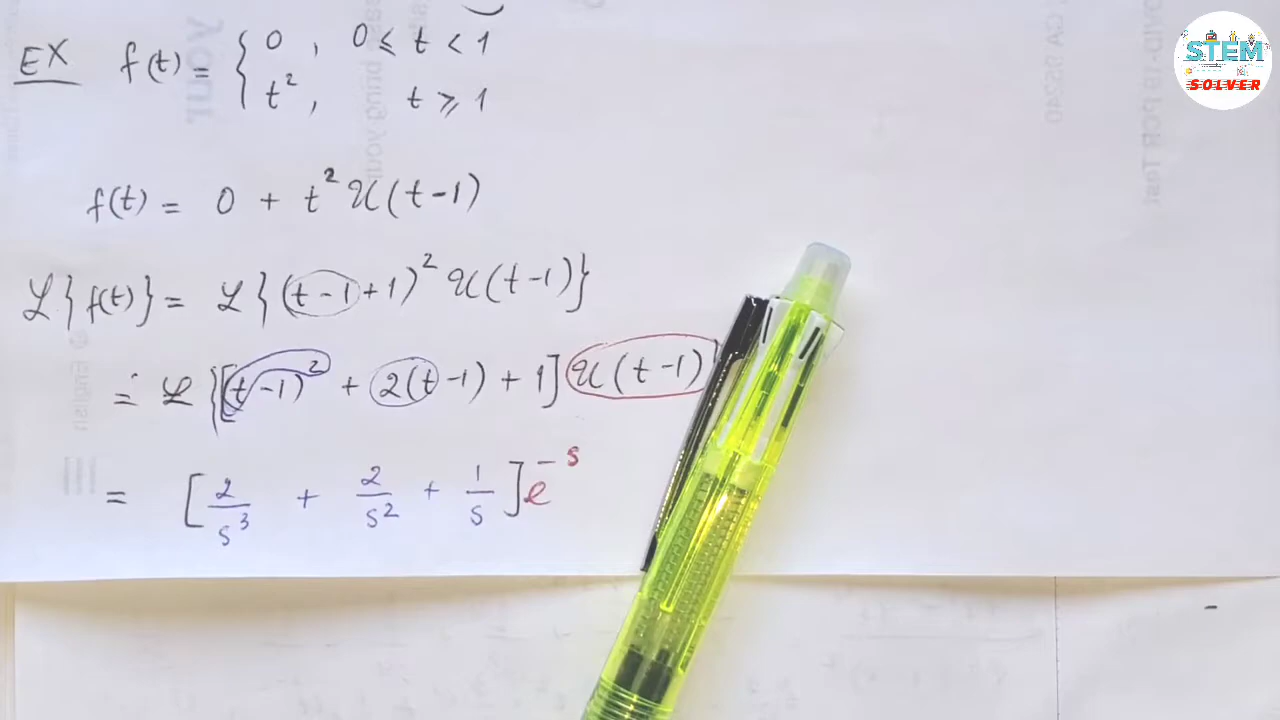 EX f(t) = { 0 , 0 ≤ t < 1
t², t ≥ 1
f(t) = 0 + t² U(t-1)
L{f(t)} = L{(t-1+1)² U(t-1)}
= L{[(t-1)² + 2(t-1) + 1] U(t-1)
= [2/s³ + 2/s² + 1/s] e^-s
STEM
SOLVER